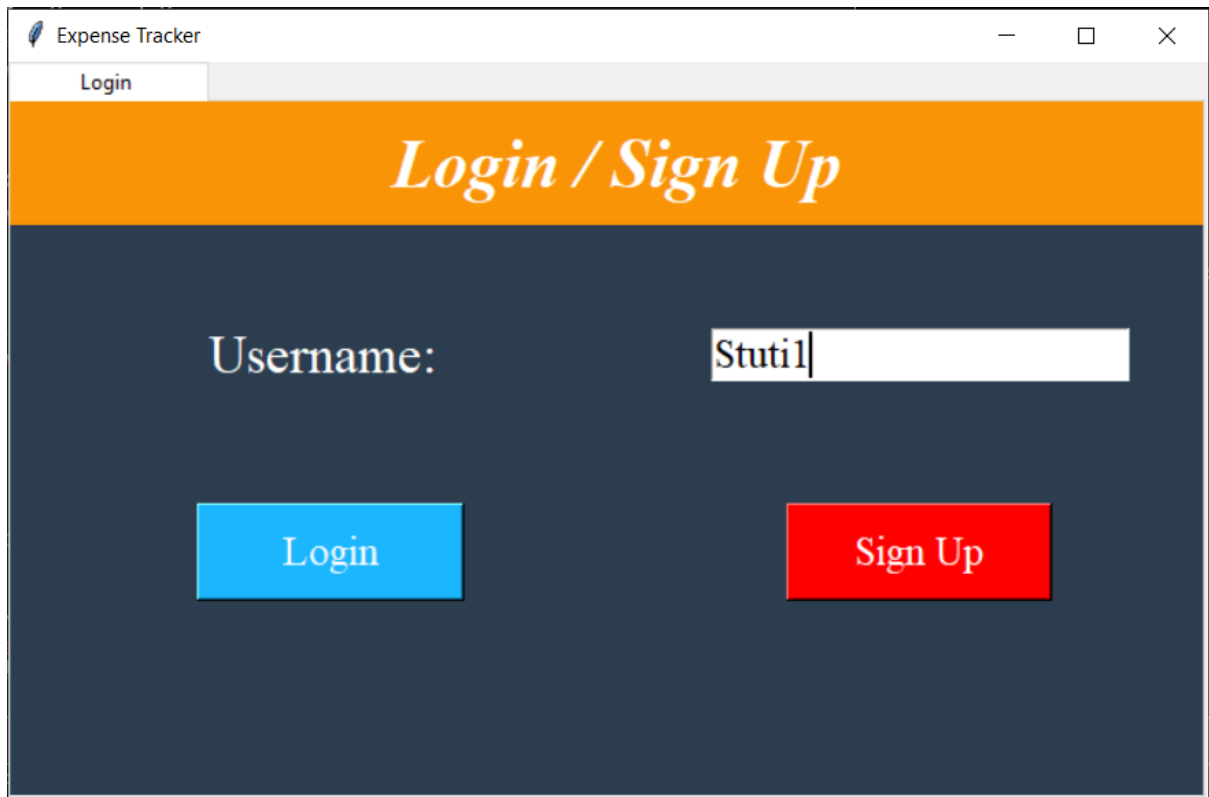 Expense Tracker
Login
Login / Sign Up
Username: Stuti1
Login Sign Up